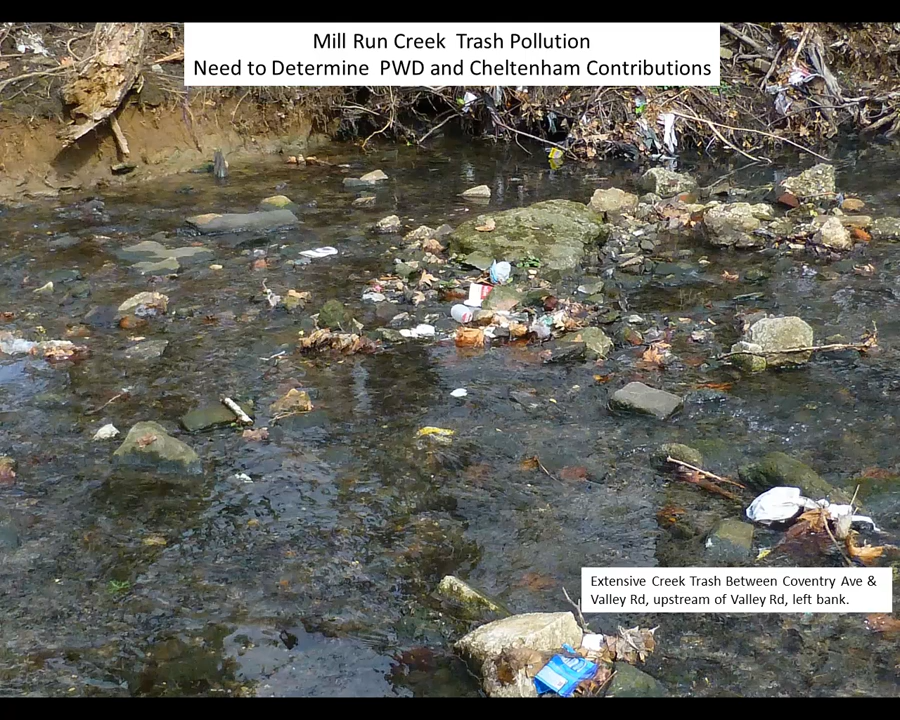 Mill Run Creek Trash Pollution
Need to Determine PWD and Cheltenham Contributions
Extensive Creek Trash Between Coventry Ave &
Valley Rd, upstream of Valley Rd, left bank.